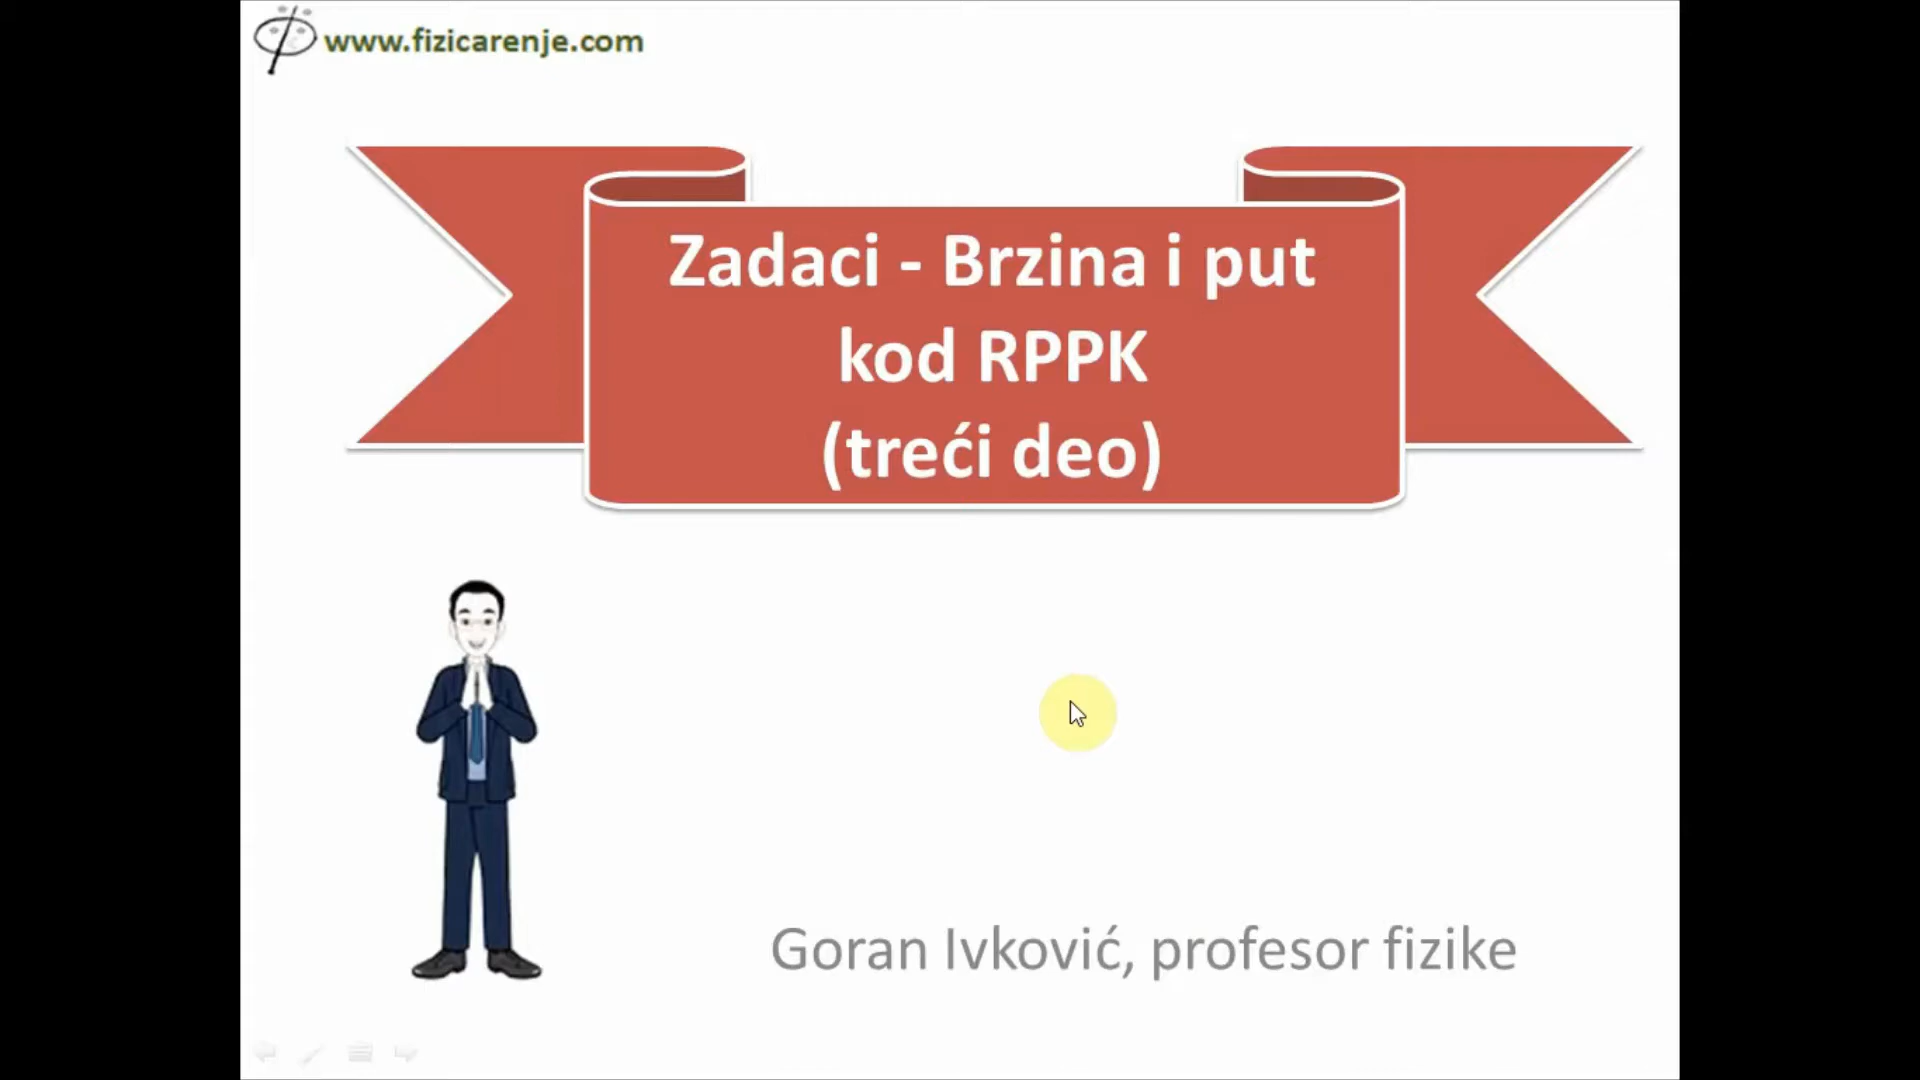 www.fizicarenje.com
Zadaci - Brzina i put
kod RPPK
(treći deo)
Goran Ivković, profesor fizike